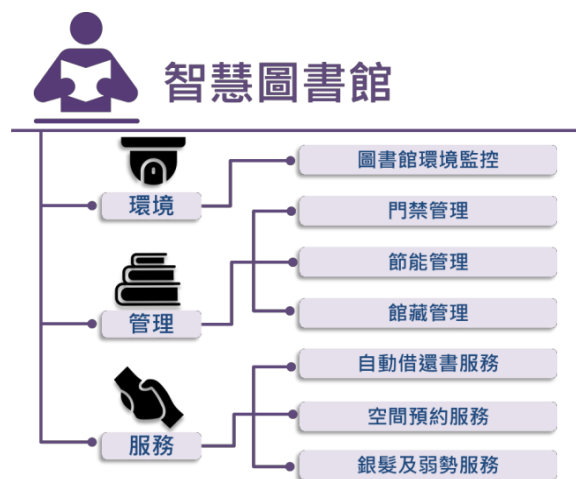 智慧圖書館
環境
圖書館環境監控
管理
門禁管理
節能管理
館藏管理
服務
自動借還書服務
空間預約服務
銀髮及弱勢服務